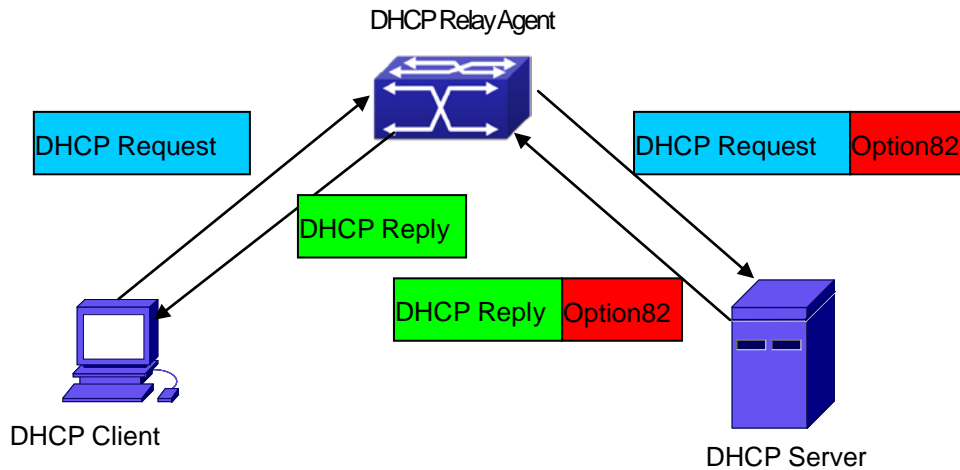 DHCP Relay Agent
DHCP Request
DHCP Request Option82
DHCP Reply
DHCP Reply Option82
DHCP Client
DHCP Server